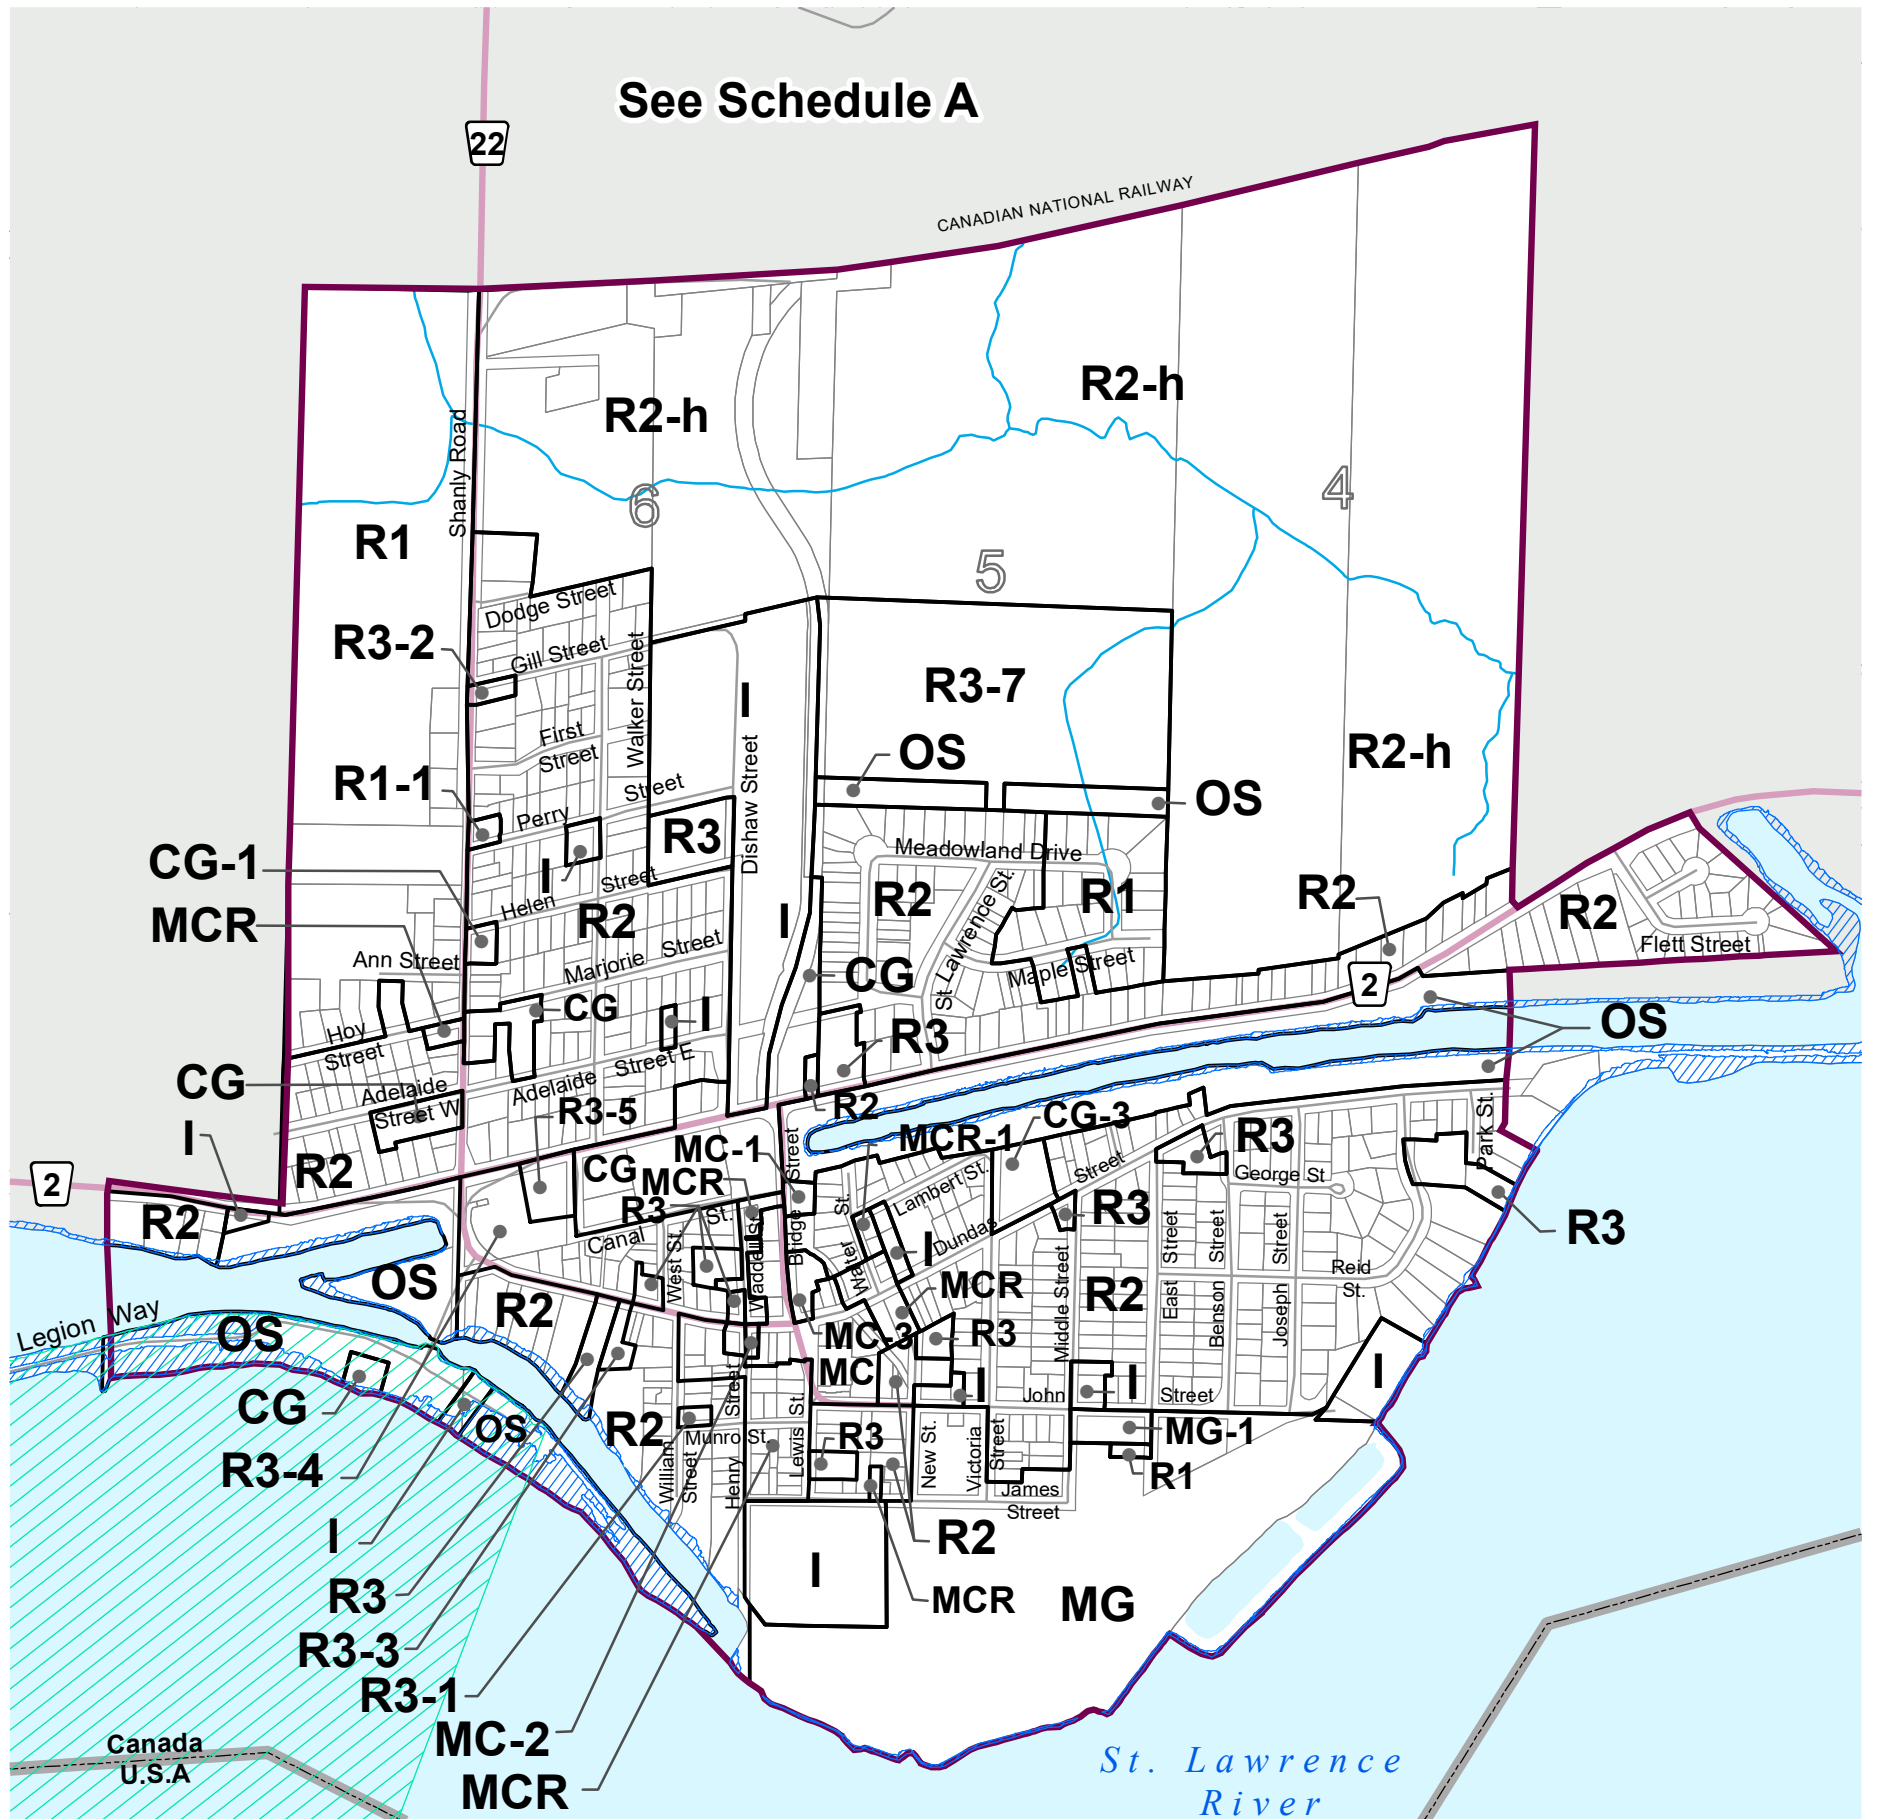 See Schedule A
22
CANADIAN NATIONAL RAILWAY
R2-h
R2-h
Shanly Road
6
4
R1
5
Dodge Street
R3-2
Gill Street
Walker Street
R3-7
I
First
Street
Dishaw Street
OS
R2-h
R1-1
Street
OS
Perry
R3
Meadowland Drive
CG-1
I
Street
Helen
R2
R2
St. Lawrence St.
R1
R2
R2
MCR
I
Ann Street
Marjorie
Street
Flett Street
CG
Maple Street
2
CG
I
OS
Hoy
Street
R3
Street E
CG
Adelaide
Street W
Adelaide
R3-5
R2
CG-3
I
MC-1
Street
MCR-1
R3
Park St.
R2
CG
MCR
Lambert St.
Street
George St
2
R2
R3
St.
St.
R3
R3
Canal
West St.
Waddell St.
Bridge
Water
I
Dundas
Middle Street
Street
Street
Street
OS
MCR
R2
Reid
St.
Legion Way
OS
R2
MC-3
R3
East
Benson
Joseph
MC
I
CG
Street
I
John
I
Street
OS
R2
Munro St.
Lewis St.
R3
New St.
Victoria
Street
MG-1
R3-4
William
Street
Henry
R1
James
Street
I
R2
I
R3
MCR
MG
R3-3
R3-1
MC-2
Canada
U.S.A
MCR
St. Lawrence
River